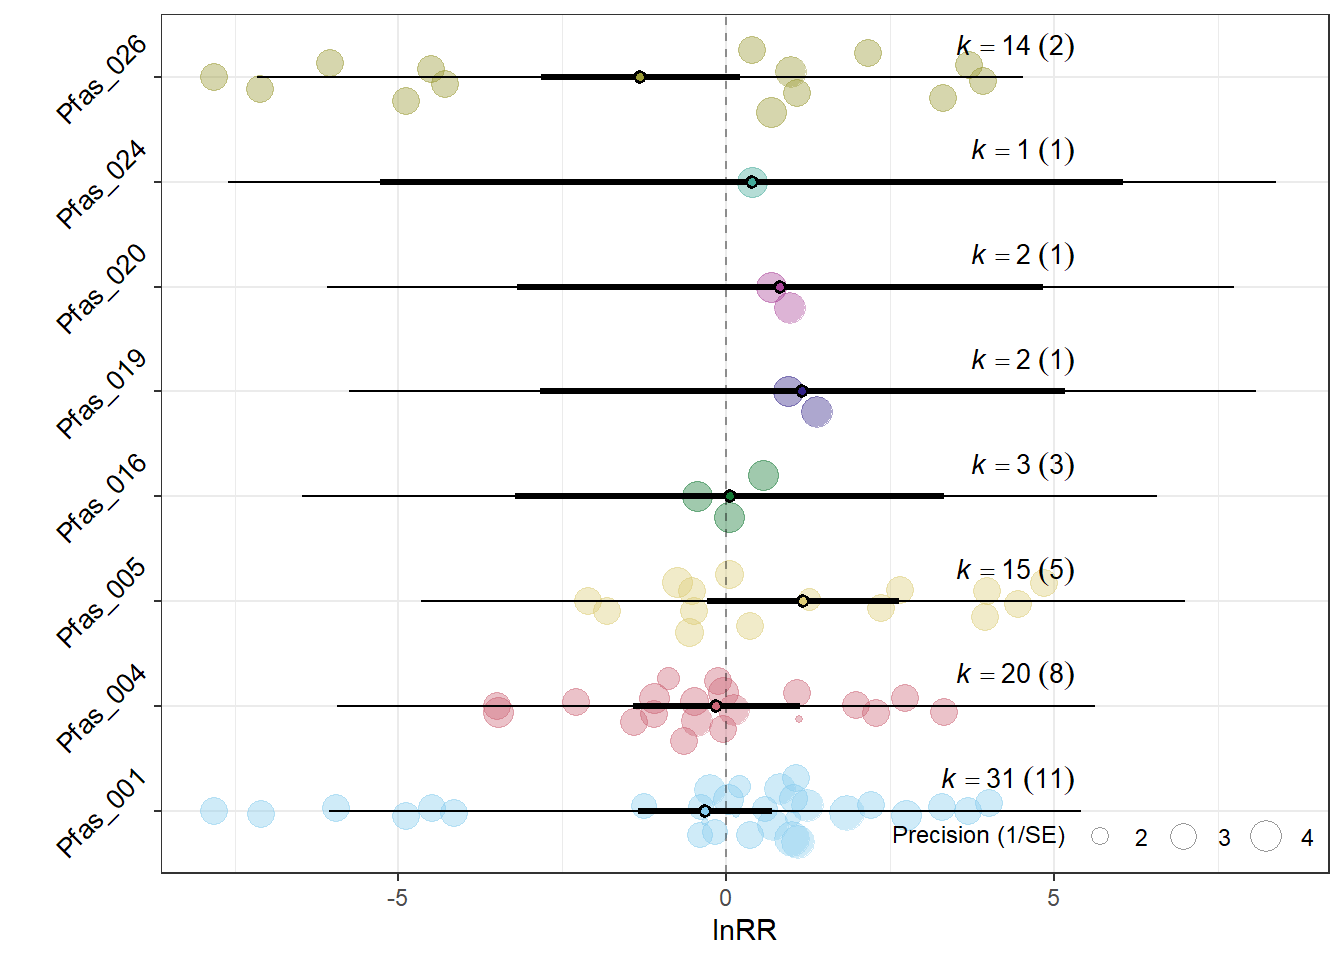 Pfas_026
k = 14 (2)
Pfas_024
k = 1 (1)
Pfas_020
k = 2 (1)
Pfas_019
k = 2 (1)
Pfas_016
k = 3 (3)
Pfas_005
k = 15 (5)
Pfas_004
k = 20 (8)
Pfas_001
k = 31 (11)
Precision (1/SE) 2 3 4
-5 0 5
lnRR